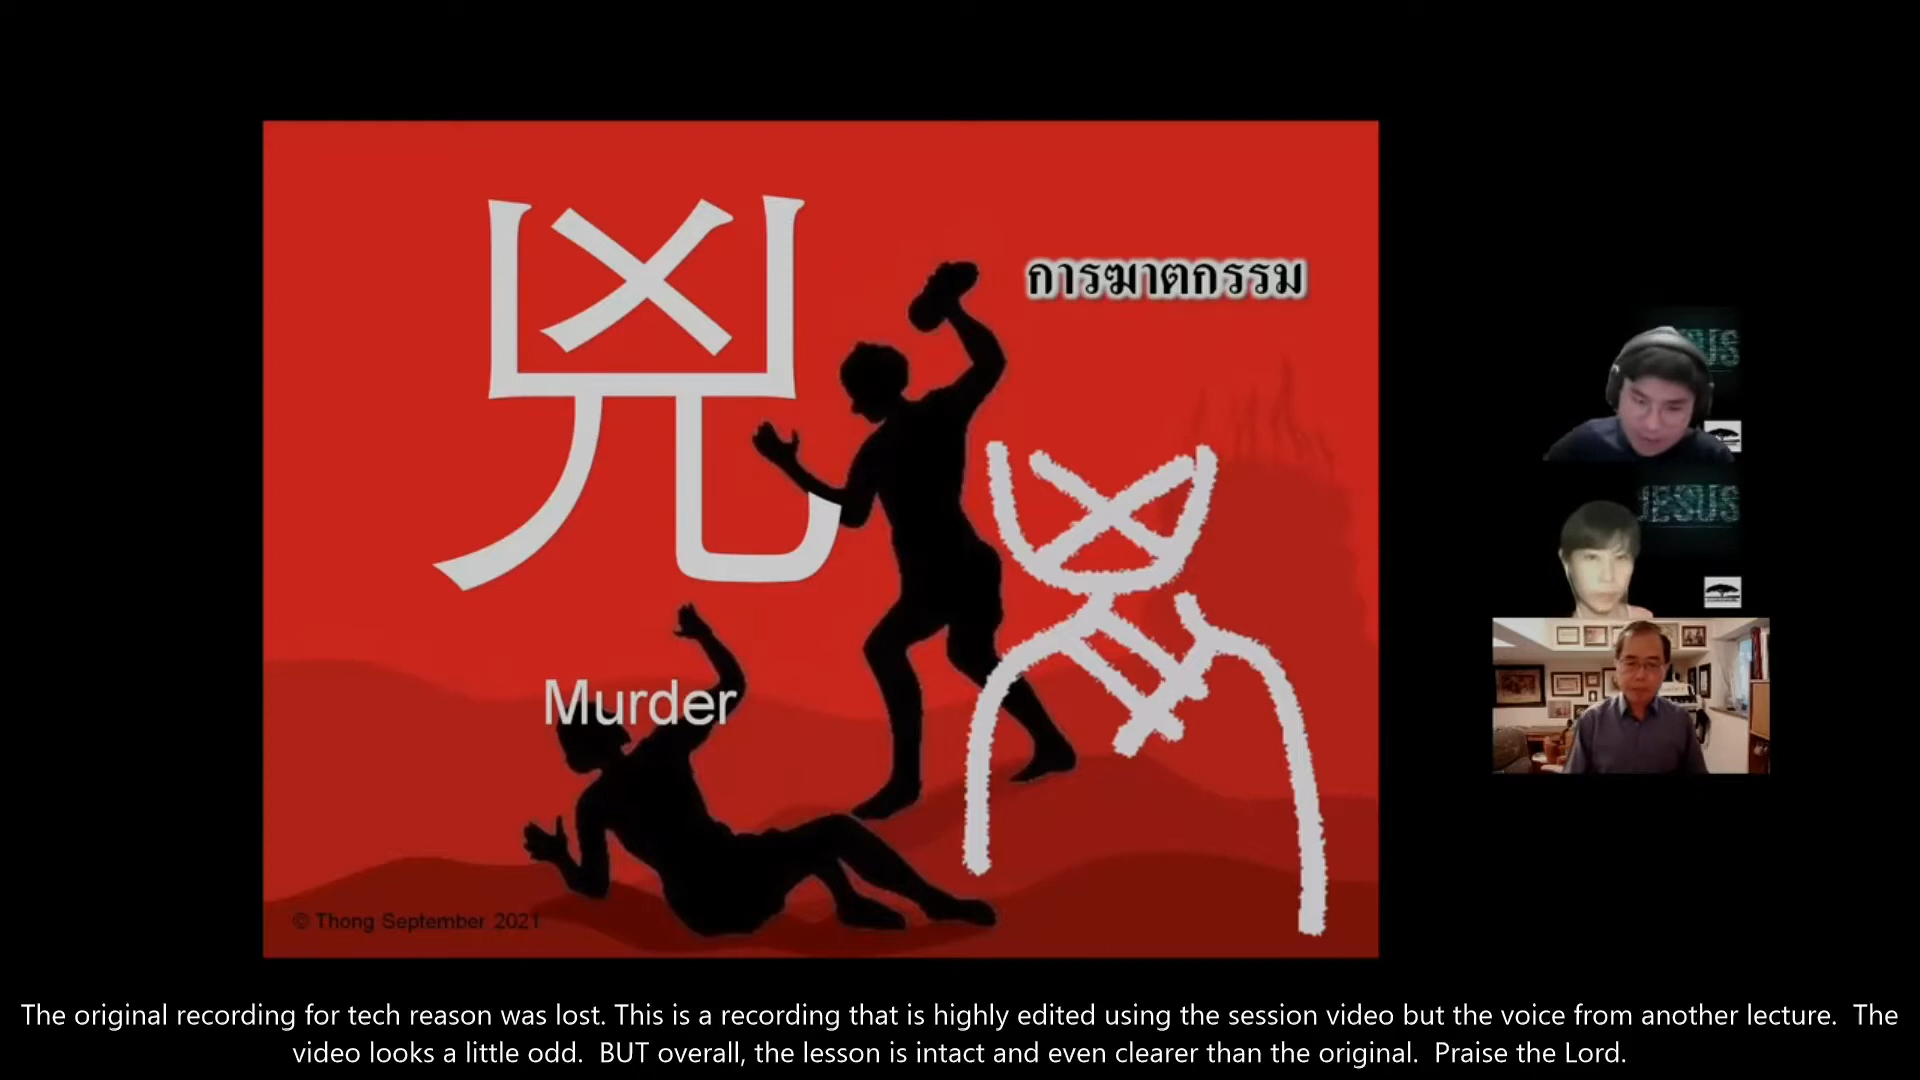 兇
การฆาตกรรม
Murder
© Thong September 2021
JESUS
The original recording for tech reason was lost. This is a recording that is highly edited using the session video but the voice from another lecture.  The
video looks a little odd.  BUT overall, the lesson is intact and even clearer than the original.  Praise the Lord.